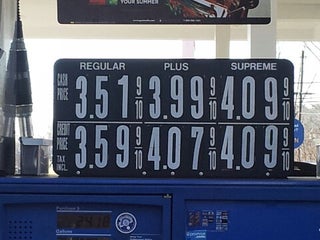 YOUR SUMMER
REGULAR PLUS SUPREME
CASH PRICE 3.51 9/10 3.99 9/10 4.09 9/10
CREDIT PRICE 3.59 9/10 4.07 9/10 4.09 9/10
TAX INCL.
Gallons